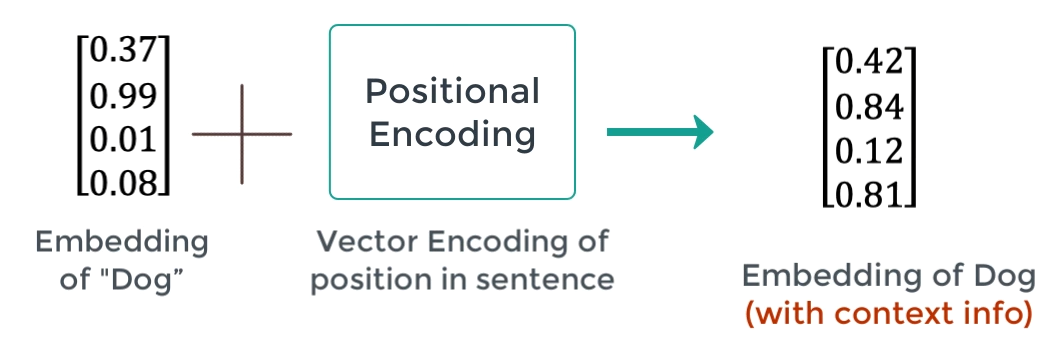 [0.37]
[0.99]
[0.01]
[0.08]
Embedding
of "Dog”
+
Positional
Encoding
Vector Encoding of
position in sentence
[0.42]
[0.84]
[0.12]
[0.81]
Embedding of Dog
(with context info)